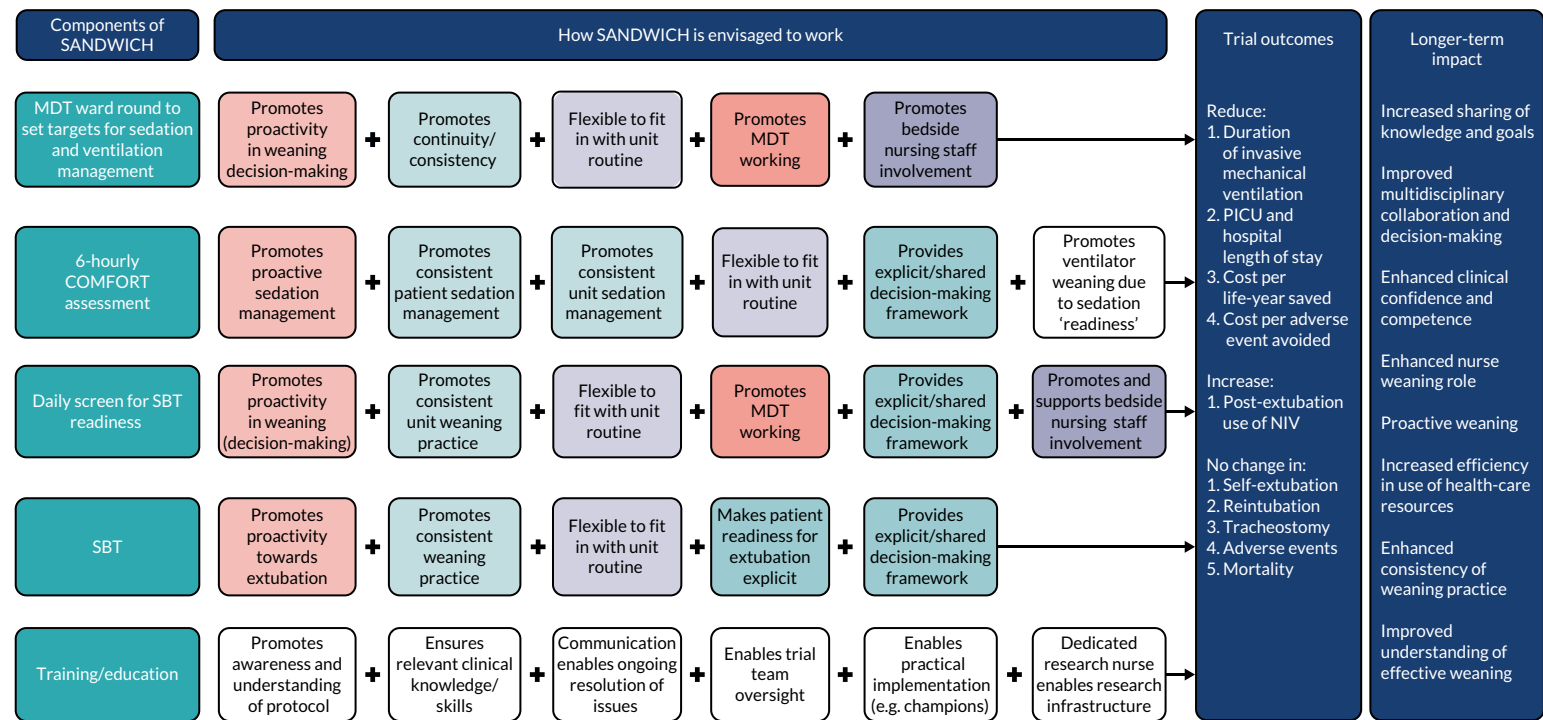 Components of
SANDWICH
How SANDWICH is envisaged to work
Trial outcomes
Longer-term
impact
MDT ward round to
set targets for sedation
and ventilation
management
Promotes
proactivity
in weaning
decision-making
+
Promotes
continuity/
consistency
+
Flexible to fit
in with unit
routine
+
Promotes
MDT
working
+
Promotes
bedside
nursing staff
involvement
6-hourly
COMFORT
assessment
Promotes
proactive
sedation
management
+
Promotes
consistent
patient sedation
management
+
Promotes
consistent
unit sedation
management
+
Flexible to fit
in with unit
routine
+
Provides
explicit/shared
decision-making
framework
+
Promotes
ventilator
weaning due
to sedation
‘readiness’
Daily screen for SBT
readiness
Promotes
proactivity
in weaning
(decision-making)
+
Promotes
consistent
unit weaning
practice
+
Flexible to
fit with unit
routine
+
Promotes
MDT
working
+
Provides
explicit/shared
decision-making
framework
+
Promotes and
supports bedside
nursing staff
involvement
SBT
Promotes
proactivity
towards
extubation
+
Promotes
consistent
weaning
practice
+
Flexible to fit
in with unit
routine
+
Makes patient
readiness for
extubation
explicit
+
Provides
explicit/shared
decision-making
framework
Training/education
Promotes
awareness and
understanding
of protocol
+
Ensures
relevant clinical
knowledge/
skills
+
Communication
enables ongoing
resolution of
issues
+
Enables trial
team
oversight
+
Enables
practical
implementation
(e.g. champions)
+
Dedicated
research nurse
enables research
infrastructure
Reduce:
1. Duration
of invasive
mechanical
ventilation
2. PICU and
hospital
length of stay
3. Cost per
life-year saved
4. Cost per adverse
event avoided
Increase:
1. Post-extubation
use of NIV
No change in:
1. Self-extubation
2. Reintubation
3. Tracheostomy
4. Adverse events
5. Mortality
Increased sharing of
knowledge and goals
Improved
multidisciplinary
collaboration and
decision-making
Enhanced clinical
confidence and
competence
Enhanced nurse
weaning role
Proactive weaning
Increased efficiency
in use of health-care
resources
Enhanced
consistency of
weaning practice
Improved
understanding of
effective weaning